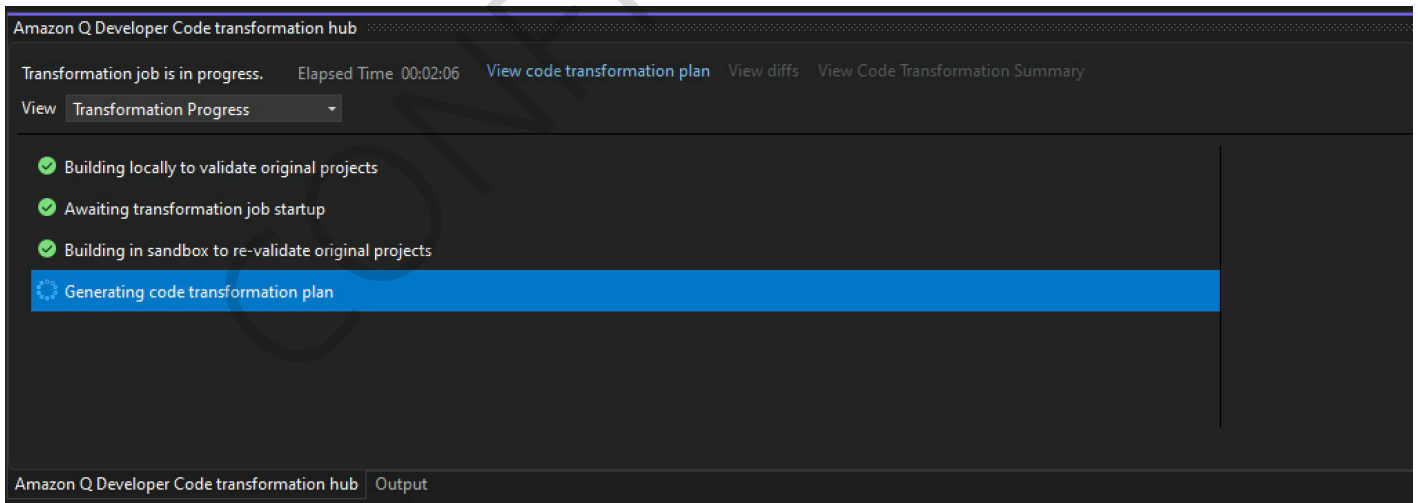 Amazon Q Developer Code transformation hub
Transformation job is in progress. Elapsed Time 00:02:06 View code transformation plan View diffs View Code Transformation Summary
View Transformation Progress
Building locally to validate original projects
Awaiting transformation job startup
Building in sandbox to re-validate original projects
Generating code transformation plan
Amazon Q Developer Code transformation hub Output